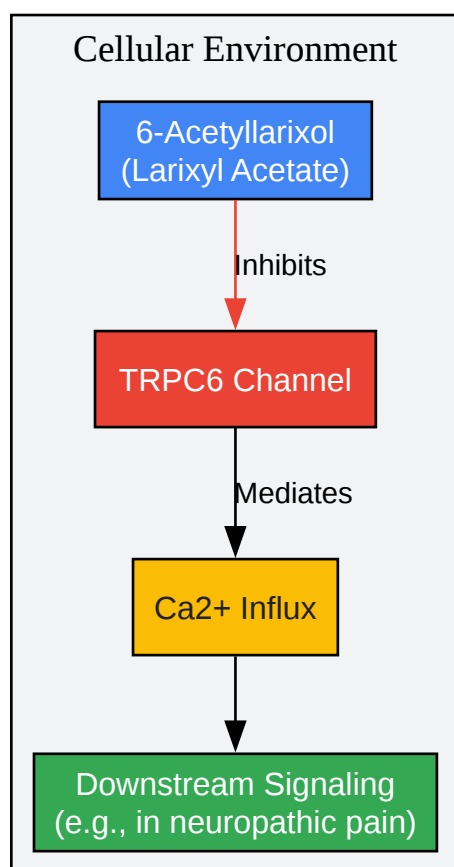 Cellular Environment
6-Acetyllarixol
(Larixyl Acetate)
Inhibits
TRPC6 Channel
Mediates
Ca2+ Influx
Downstream Signaling
(e.g., in neuropathic pain)